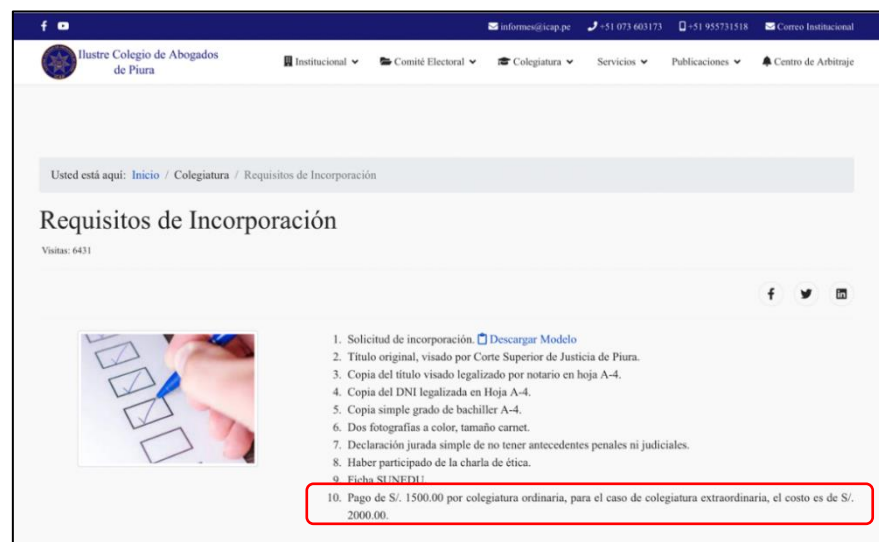 informes@icap.pe +51 073 603173 +51 955731518 Correo Institucional
Ilustre Colegio de Abogados
de Piura
Institucional Comité Electoral Colegiatura Servicios Publicaciones Centro de Arbitraje
Usted está aquí: Inicio / Colegiatura / Requisitos de Incorporación
Requisitos de Incorporación
Visitas: 6431
1. Solicitud de incorporación. Descargar Modelo
2. Título original, visado por Corte Superior de Justicia de Piura.
3. Copia del título visado legalizado por notario en hoja A-4.
4. Copia del DNI legalizada en Hoja A-4.
5. Copia simple grado de bachiller A-4.
6. Dos fotografías a color, tamaño carnet.
7. Declaración jurada simple de no tener antecedentes penales ni judiciales.
8. Haber participado de la charla de ética.
9. Ficha SUNEDU.
10. Pago de S/. 1500.00 por colegiatura ordinaria, para el caso de colegiatura extraordinaria, el costo es de S/.
2000.00.